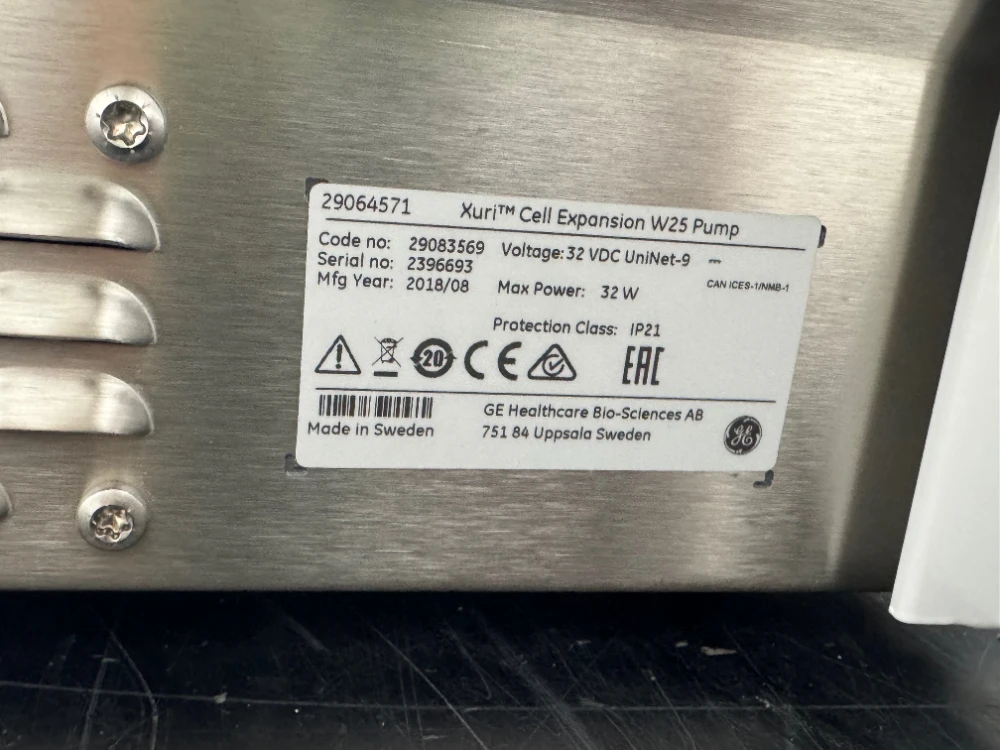 29064571 Xuri™ Cell Expansion W25 Pump
Code no: 29083569 Voltage: 32 VDC UniNet-9
Serial no: 2396693
Mfg Year: 2018/08 Max Power: 32 W CAN ICES-1/NMB-1
Protection Class: IP21
20 CE EAC
GE Healthcare Bio-Sciences AB
Made in Sweden 751 84 Uppsala Sweden
GE